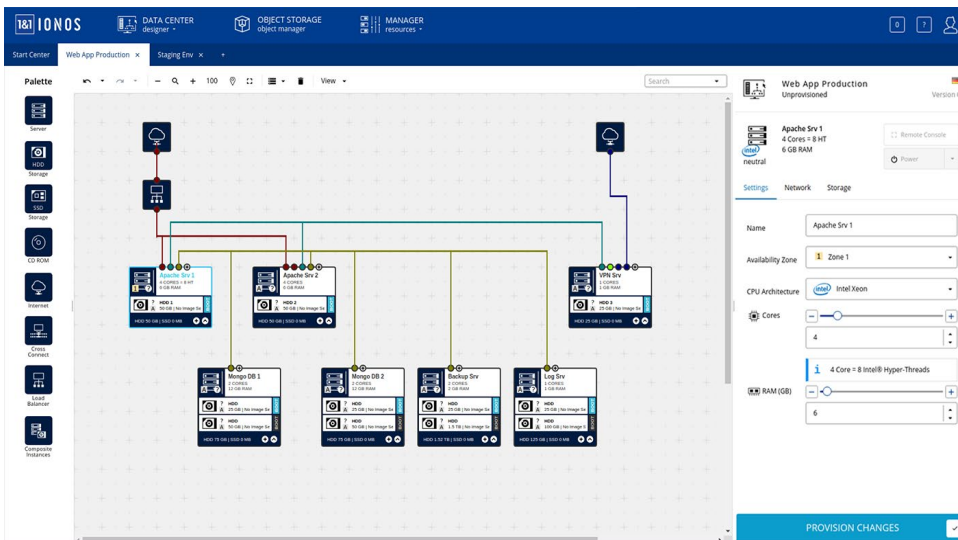 1&1 IONOS
DATA CENTER
designer
OBJECT STORAGE
object manager
MANAGER
resources
0
?
Start Center
Web App Production ×
Staging Env ×
+
Palette
100
View
Search
Server
HDD
Storage
SSD
Storage
CD ROM
Internet
Cross
Connect
Load
Balancer
Composite
Instances
Apache Srv 1
4 CORES = 8 HT
6 GB RAM
HDD 1
50 GB | No Image Se
BOOT
HDD 50 GB | SSD 0 MB
Apache Srv 2
4 CORES
6 GB RAM
HDD 2
50 GB | No Image Se
BOOT
HDD 50 GB | SSD 0 MB
VPN Srv
1 CORES
1 GB RAM
HDD 3
25 GB | No Image Se
BOOT
HDD 25 GB | SSD 0 MB
Mongo DB 1
2 CORES
12 GB RAM
HDD
25 GB | No Image Se
BOOT
HDD
50 GB | No Image Se
BOOT
HDD 75 GB | SSD 0 MB
Mongo DB 2
2 CORES
12 GB RAM
HDD
25 GB | No Image Se
BOOT
HDD
50 GB | No Image Se
BOOT
HDD 75 GB | SSD 0 MB
Backup Srv
2 CORES
2 GB RAM
HDD
25 GB | No Image Se
BOOT
HDD
1.5 TB | No Image Se
BOOT
HDD 1.52 TB | SSD 0 MB
Log Srv
1 CORES
1 GB RAM
HDD
25 GB | No Image Se
BOOT
HDD
100 GB | No Image S
BOOT
HDD 125 GB | SSD 0 MB
Web App Production
Unprovisioned
Version
Apache Srv 1
4 Cores = 8 HT
6 GB RAM
intel
neutral
Remote Console
Power
Settings
Network
Storage
Name
Apache Srv 1
Availability Zone
1 Zone 1
CPU Architecture
intel Intel Xeon
Cores
4
i 4 Core = 8 Intel® Hyper-Threads
RAM (GB)
6
PROVISION CHANGES